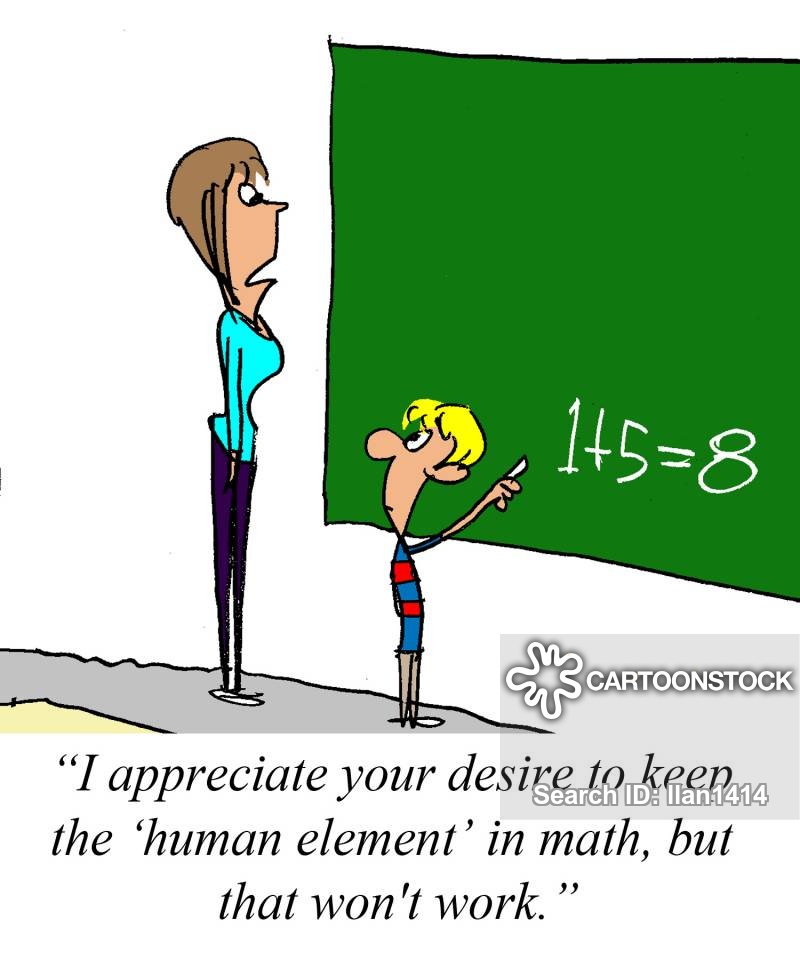 1+5=8
CARTOONSTOCK
Search ID: llan1414
“I appreciate your desire to keep
the ‘human element’ in math, but
that won't work.”